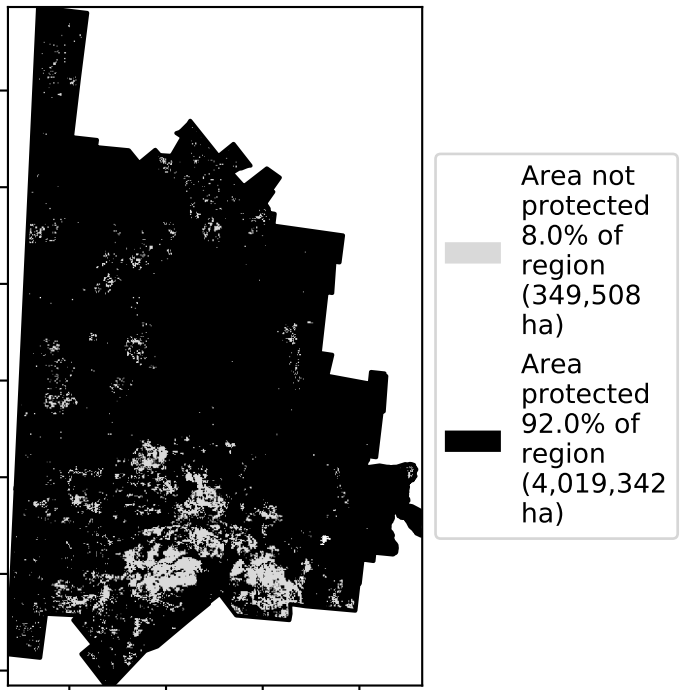 Area not
protected
8.0% of
region
(349,508
ha)
Area
protected
92.0% of
region
(4,019,342
ha)